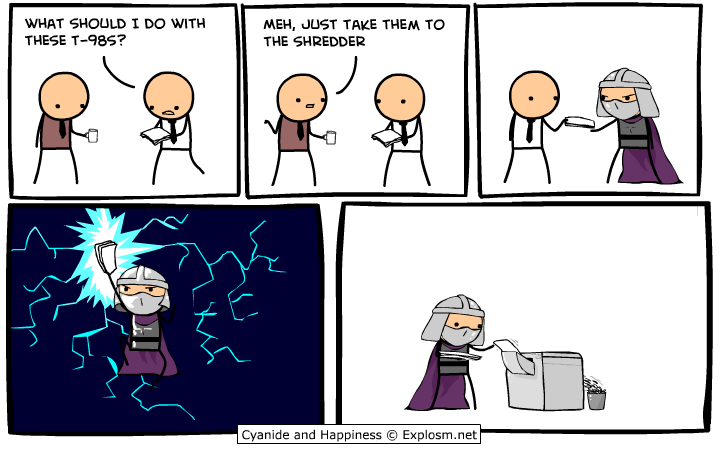 WHAT SHOULD I DO WITH
THESE T-98S?
MEH, JUST TAKE THEM TO
THE SHREDDER
Cyanide and Happiness © Explosm.net